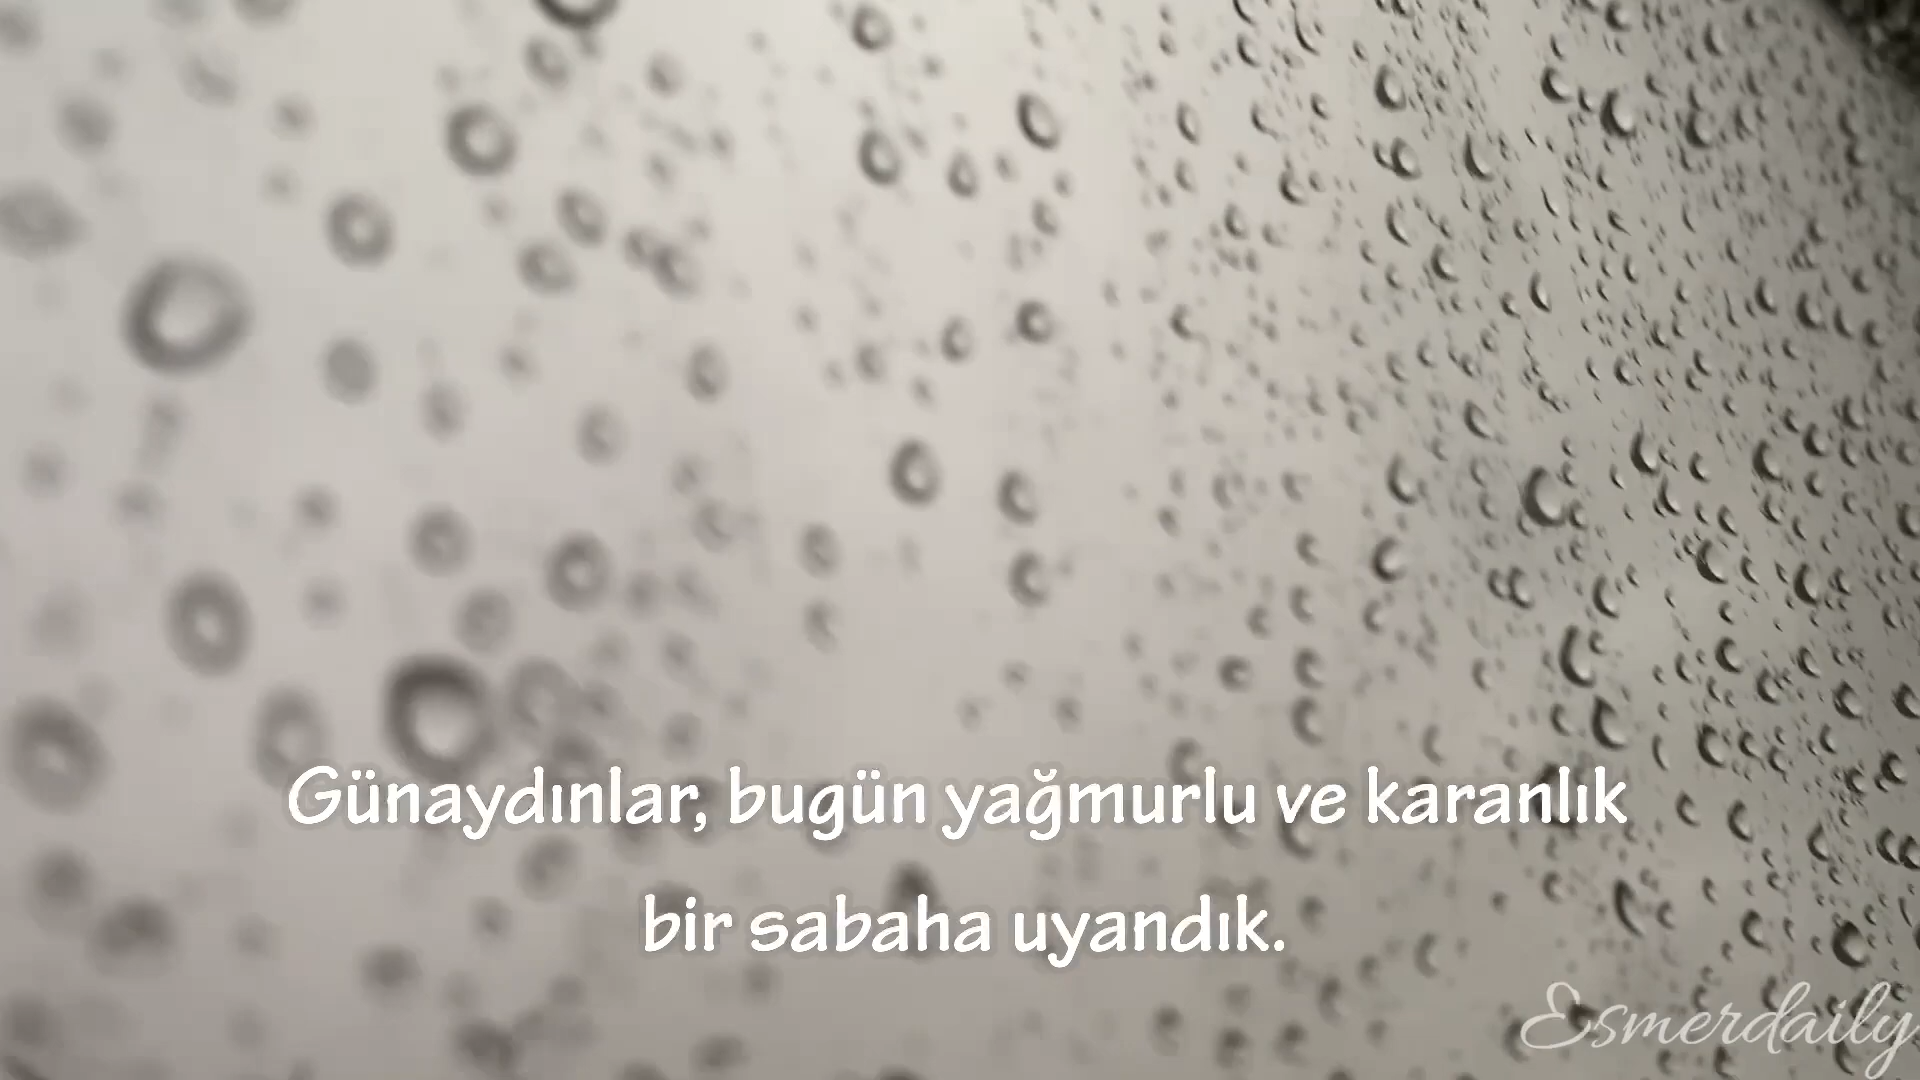 Günaydınlar, bugün yağmurlu ve karanlık
bir sabaha uyandık.
Esmerdaily